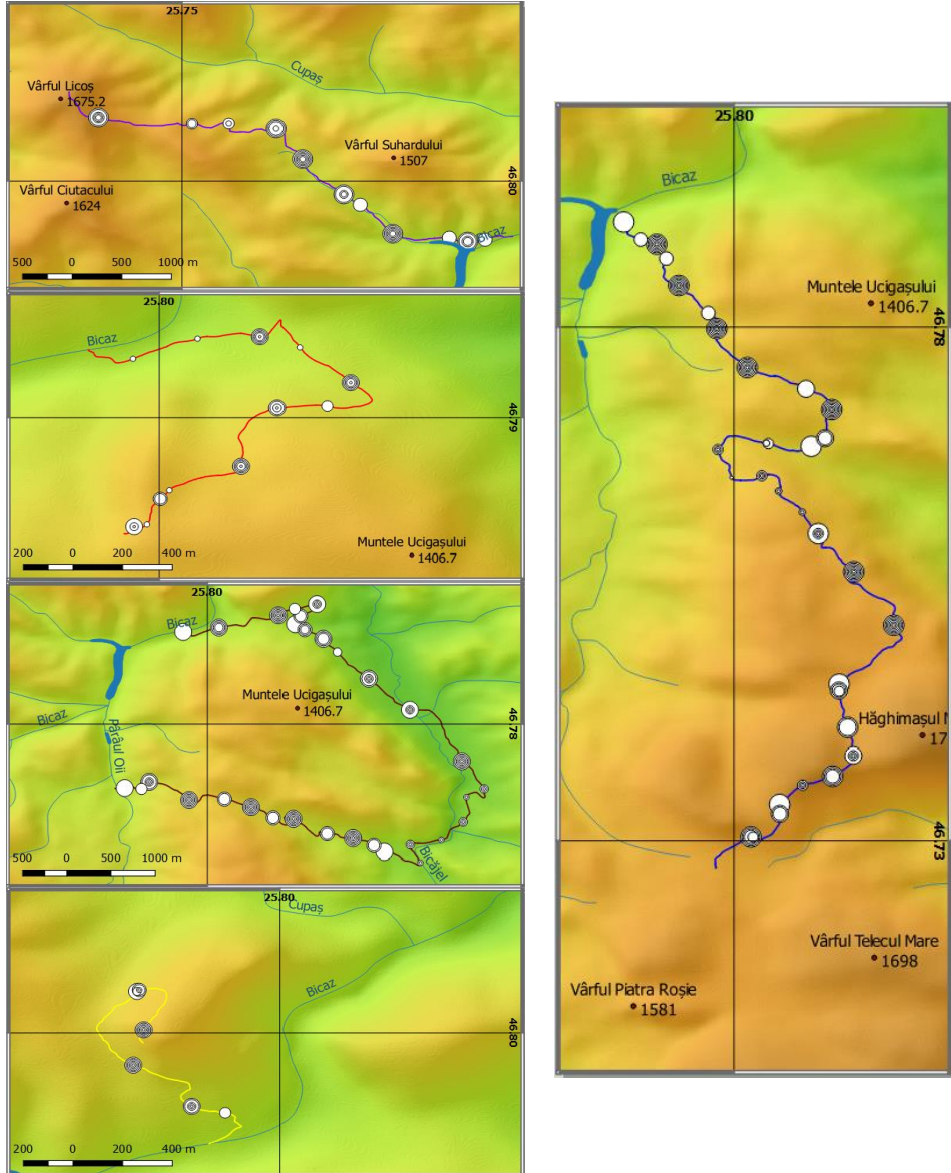 25.75
Cupaș
Vârful Licoș
1675.2
Vârful Suhardului
1507
46.80
Vârful Ciutacului
1624
Bicaz
500 0 500 1000 m
25.80
Bicaz
46.79
Muntele Ucigașului
1406.7
200 0 200 400 m
25.80
Bicaz
Muntele Ucigașului
1406.7
46.78
Bicaz
Pârâul Oii
500 0 500 1000 m
Bicăjel
25.80
Cupaș
Bicaz
46.80
200 0 200 400 m
25.80
Bicaz
Muntele Ucigașului
1406.7
46.78
Hăghimașul M
17
46.73
Vârful Telecul Mare
1698
Vârful Piatra Roșie
1581